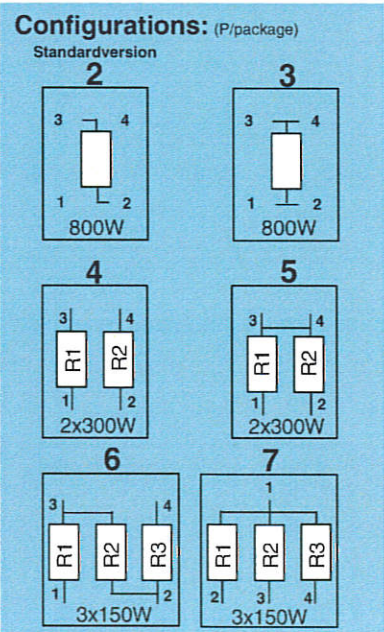 Configurations: (P/package)
Standardversion
2
3
3 4
1 2
800W
3 4
1 2
800W
4
5
3 4
R1 R2
1 2
2x300W
3 4
R1 R2
1 2
2x300W
6
7
3 4
R1 R2 R3
1 2
3x150W
1
R1 R2 R3
2 3 4
3x150W